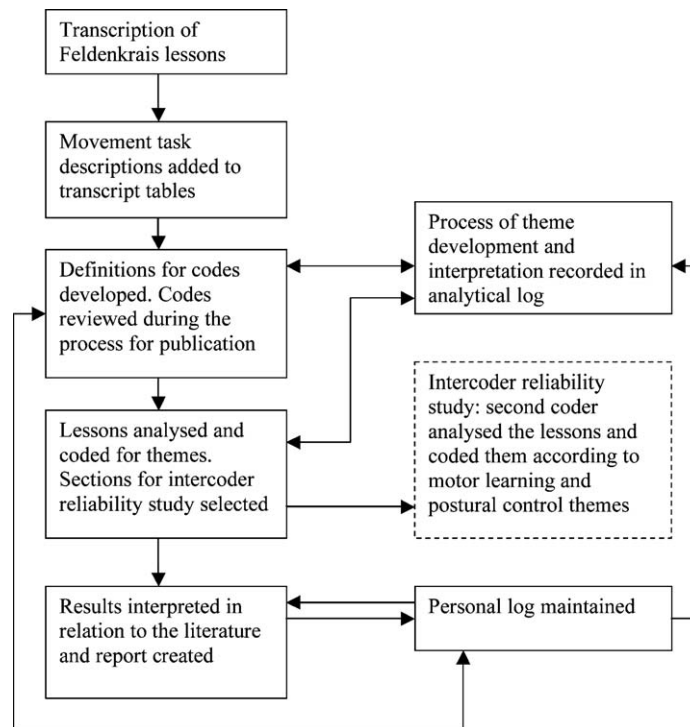 Transcription of
Feldenkrais lessons
Movement task
descriptions added to
transcript tables
Definitions for codes
developed. Codes
reviewed during the
process for publication
Process of theme
development and
interpretation recorded in
analytical log
Lessons analysed and
coded for themes.
Sections for intercoder
reliability study selected
Intercoder reliability
study: second coder
analysed the lessons and
coded them according to
motor learning and
postural control themes
Results interpreted in
relation to the literature
and report created
Personal log maintained